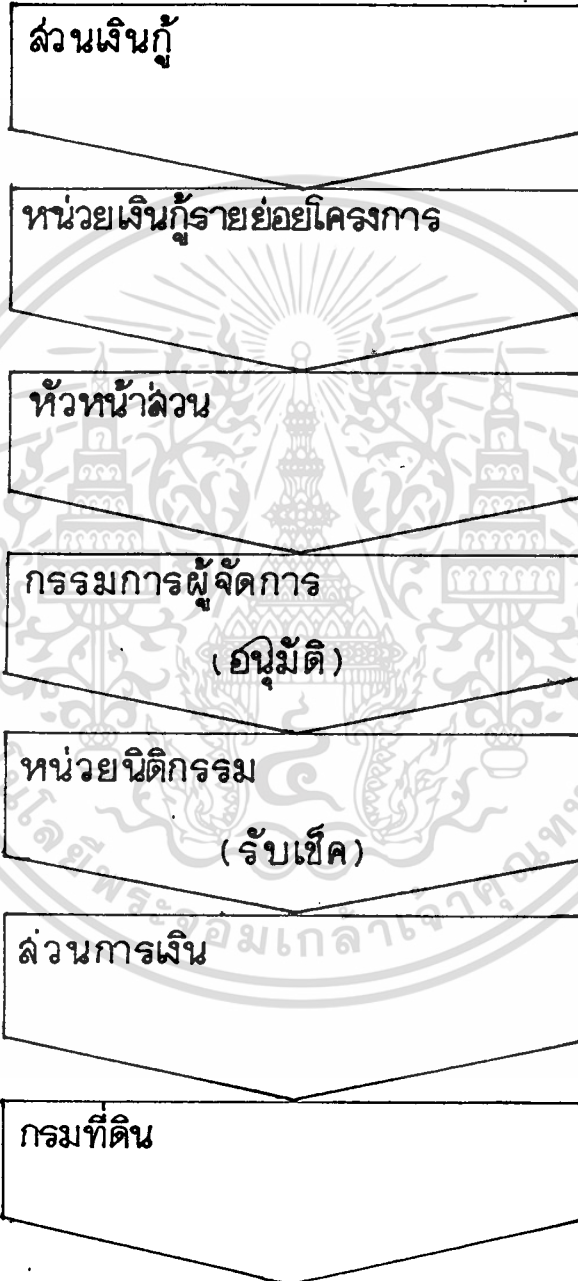 ส่วนเงินกู้
หน่วยเงินกู้รายย่อยโครงการ
หัวหน้าส่วน
กรรมการผู้จัดการ
(อนุมัติ)
หน่วยนิติกรรม
(รับเช็ค)
ส่วนการเงิน
กรมที่ดิน